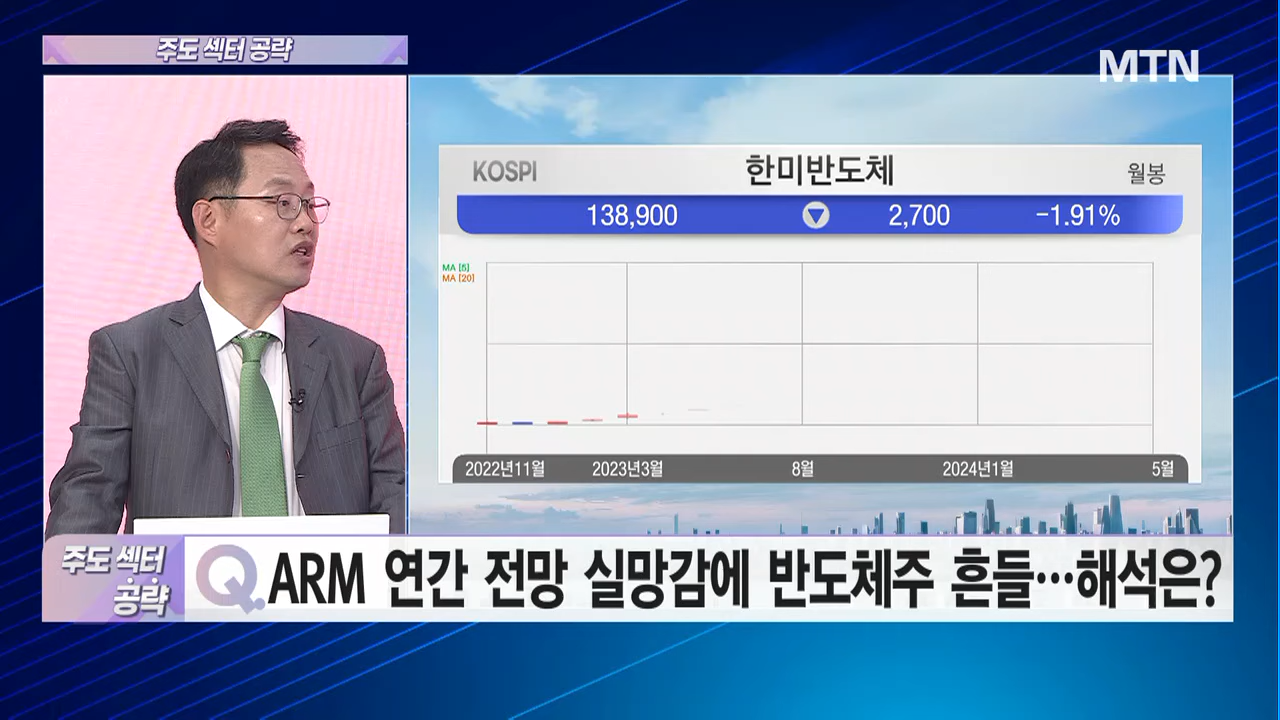 주도 섹터 공략
MTN
KOSPI
한미반도체
월봉
138,900 ▼ 2,700 -1.91%
MA [5]
MA [20]
2022년11월 2023년3월 8월 2024년1월 5월
주도 섹터
공략
Q. ARM 연간 전망 실망감에 반도체주 흔들…해석은?